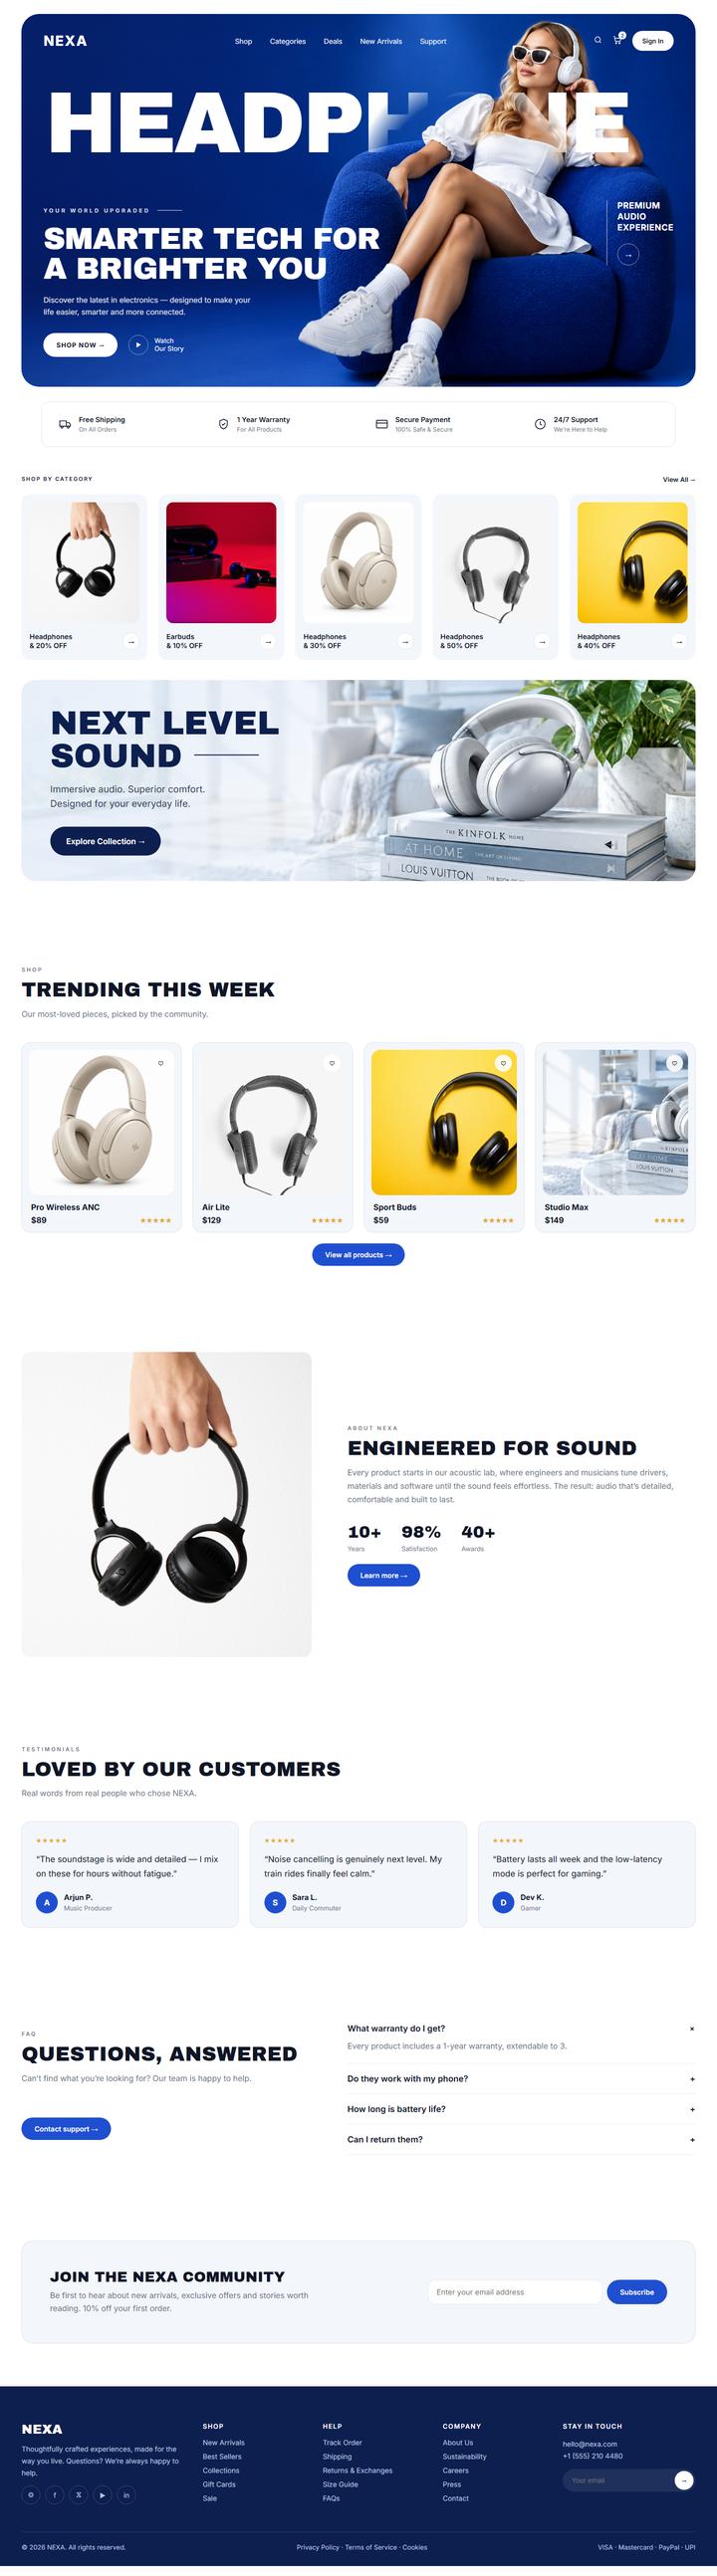 NEXA
Shop
Categories
Deals
New Arrivals
Support
2
Sign In
HEADPH NE
YOUR WORLD UPGRADED
SMARTER TECH FOR
A BRIGHTER YOU
Discover the latest in electronics — designed to make your
life easier, smarter and more connected.
SHOP NOW →
Watch
Our Story
PREMIUM
AUDIO
EXPERIENCE
→
Free Shipping
On All Orders
1 Year Warranty
For All Products
Secure Payment
100% Safe & Secure
24/7 Support
We're Here to Help
SHOP BY CATEGORY
View All →
Headphones
& 20% OFF
→
Earbuds
& 10% OFF
→
Headphones
& 30% OFF
→
Headphones
& 50% OFF
→
Headphones
& 40% OFF
→
NEXT LEVEL
SOUND
Immersive audio. Superior comfort.
Designed for your everyday life.
Explore Collection →
THE KINFOLK HOME
AT HOME THE ART OF LIVING
LOUIS VUITTON
SHOP
TRENDING THIS WEEK
Our most-loved pieces, picked by the community.
Pro Wireless ANC
$89
★★★★★
Air Lite
$129
★★★★★
Sport Buds
$59
★★★★★
LOUIS VUITTON
Studio Max
$149
★★★★★
View all products →
ABOUT NEXA
ENGINEERED FOR SOUND
Every product starts in our acoustic lab, where engineers and musicians tune drivers,
materials and software until the sound feels effortless. The result: audio that's detailed,
comfortable and built to last.
10+
Years
98%
Satisfaction
40+
Awards
Learn more →
TESTIMONIALS
LOVED BY OUR CUSTOMERS
Real words from real people who chose NEXA.
★★★★★
“The soundstage is wide and detailed — I mix
on these for hours without fatigue.”
A
Arjun P.
Music Producer
★★★★★
“Noise cancelling is genuinely next level. My
train rides finally feel calm.”
S
Sara L.
Daily Commuter
★★★★★
“Battery lasts all week and the low-latency
mode is perfect for gaming.”
D
Dev K.
Gamer
FAQ
QUESTIONS, ANSWERED
Can't find what you're looking for? Our team is happy to help.
Contact support →
What warranty do I get? ×
Every product includes a 1-year warranty, extendable to 3.
Do they work with my phone? +
How long is battery life? +
Can I return them? +
JOIN THE NEXA COMMUNITY
Be first to hear about new arrivals, exclusive offers and stories worth
reading. 10% off your first order.
Enter your email address
Subscribe
NEXA
Thoughtfully crafted experiences, made for the
way you live. Questions? We're always happy to
help.
f
X
in
SHOP
New Arrivals
Best Sellers
Collections
Gift Cards
Sale
HELP
Track Order
Shipping
Returns & Exchanges
Size Guide
FAQs
COMPANY
About Us
Sustainability
Careers
Press
Contact
STAY IN TOUCH
hello@nexa.com
+1 (555) 210 4480
Your email
→
© 2026 NEXA. All rights reserved.
Privacy Policy · Terms of Service · Cookies
VISA · Mastercard · PayPal · UPI